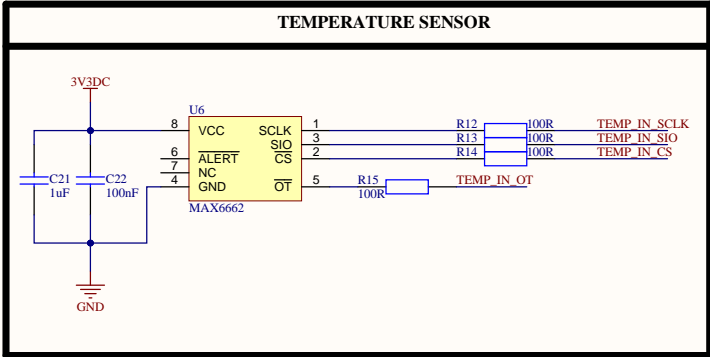 TEMPERATURE SENSOR
3V3DC
U6
8 VCC SCLK 1 R12 100R TEMP_IN_SCLK
SIO 3 R13 100R TEMP_IN_SIO
6 ALERT CS 2 R14 100R TEMP_IN_CS
7 NC
4 GND OT 5 R15 TEMP_IN_OT
100R
C21 C22
1uF 100nF
MAX6662
GND